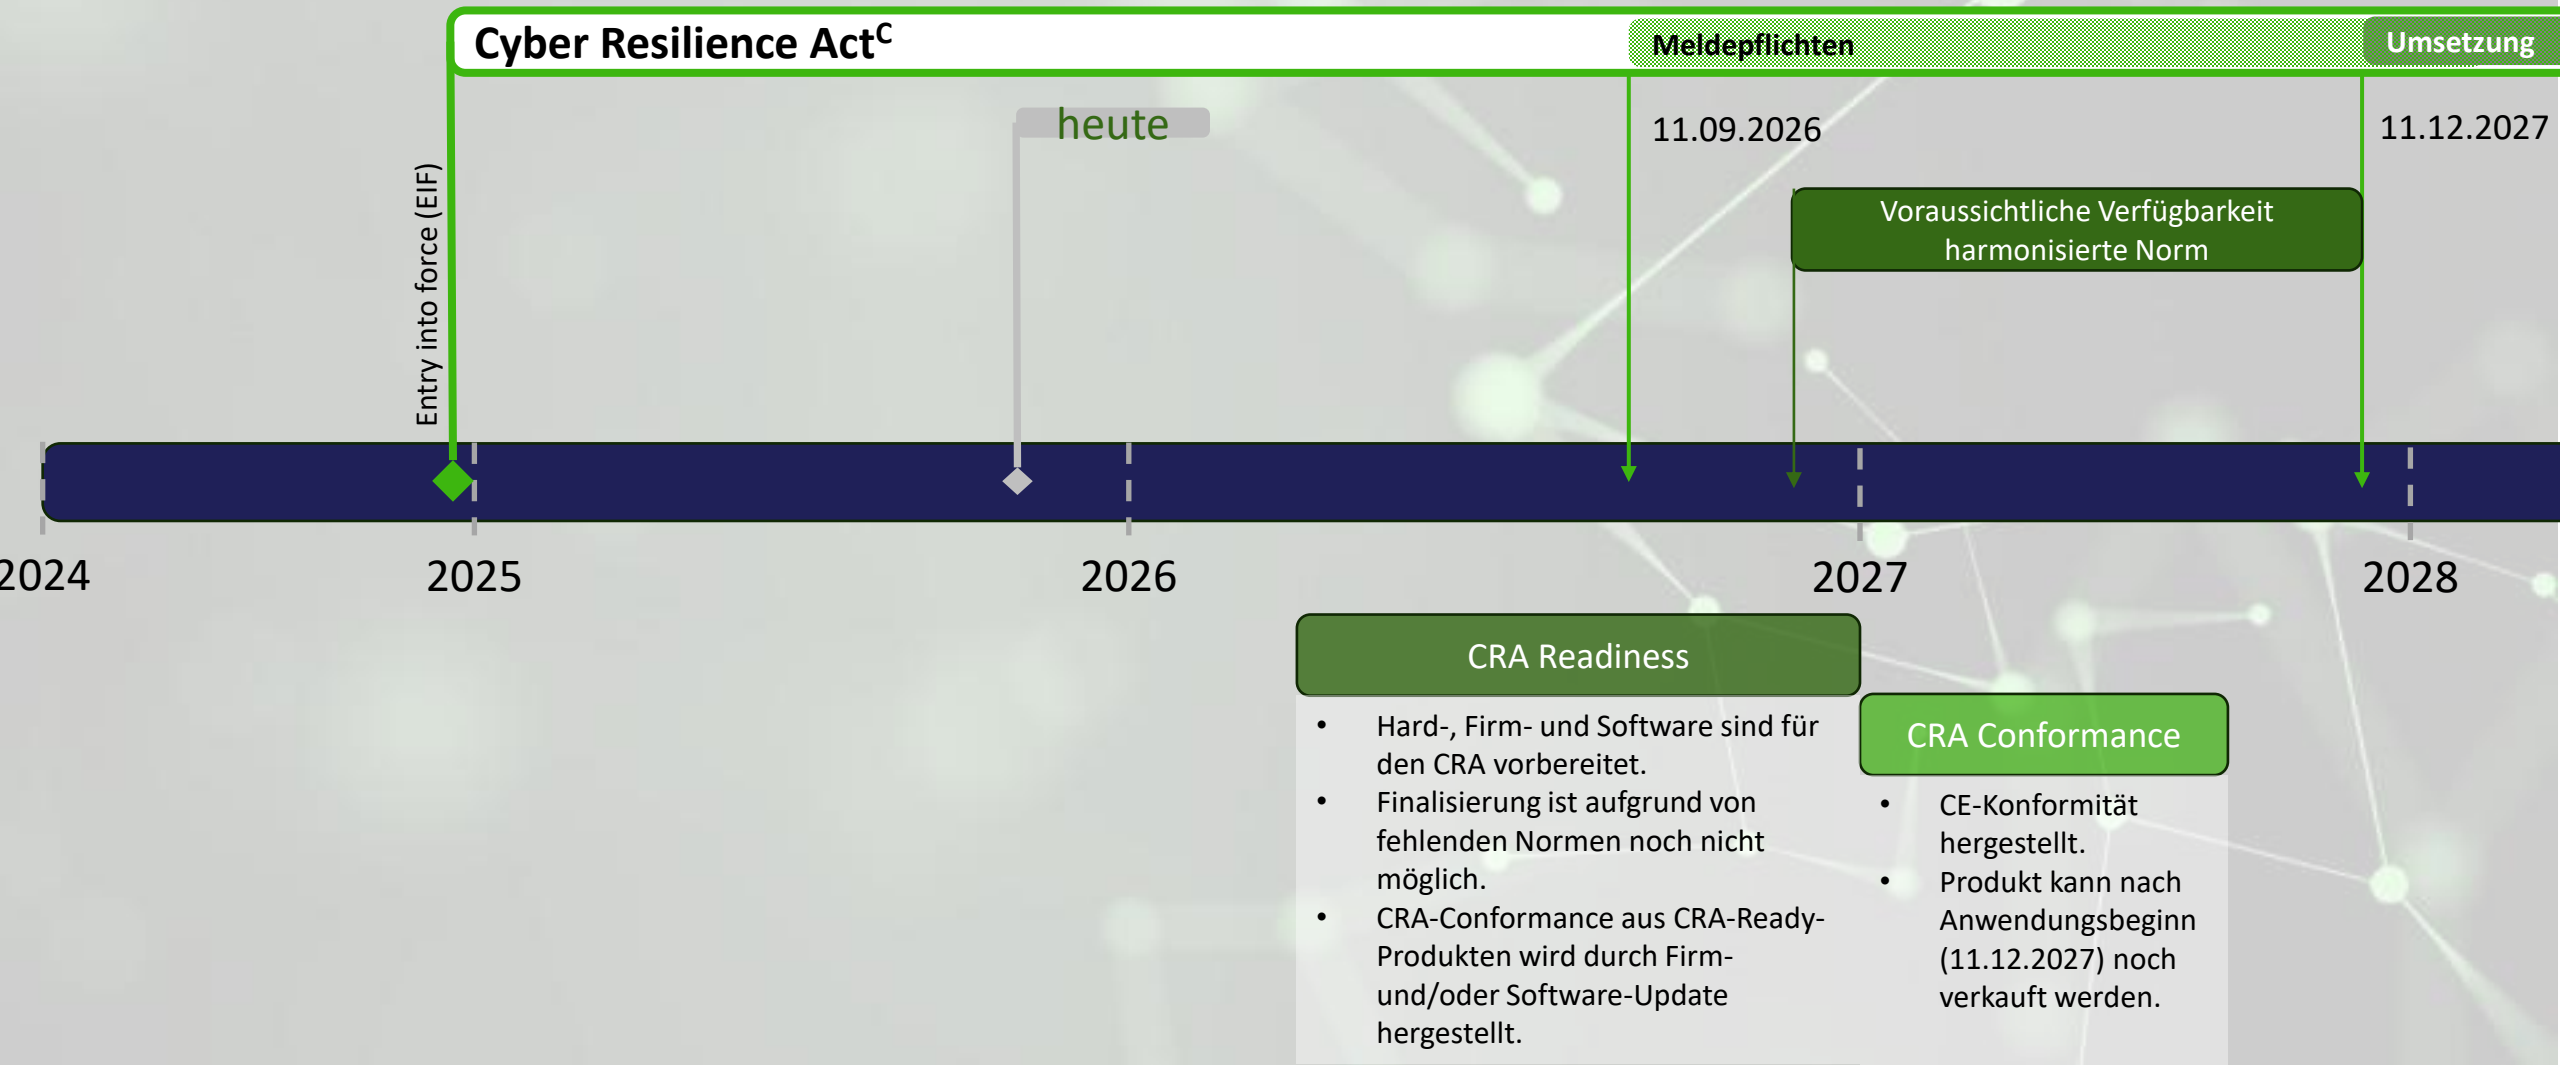 Cyber Resilience Actᶜ
Meldepflichten
Umsetzung
heute
11.09.2026
11.12.2027
Entry into force (EIF)
Voraussichtliche Verfügbarkeit
harmonisierte Norm
2024
2025
2026
2027
2028
CRA Readiness
• Hard-, Firm- und Software sind für
den CRA vorbereitet.
• Finalisierung ist aufgrund von
fehlenden Normen noch nicht
möglich.
• CRA-Conformance aus CRA-Ready-
Produkten wird durch Firm-
und/oder Software-Update
hergestellt.
CRA Conformance
• CE-Konformität
hergestellt.
• Produkt kann nach
Anwendungsbeginn
(11.12.2027) noch
verkauft werden.